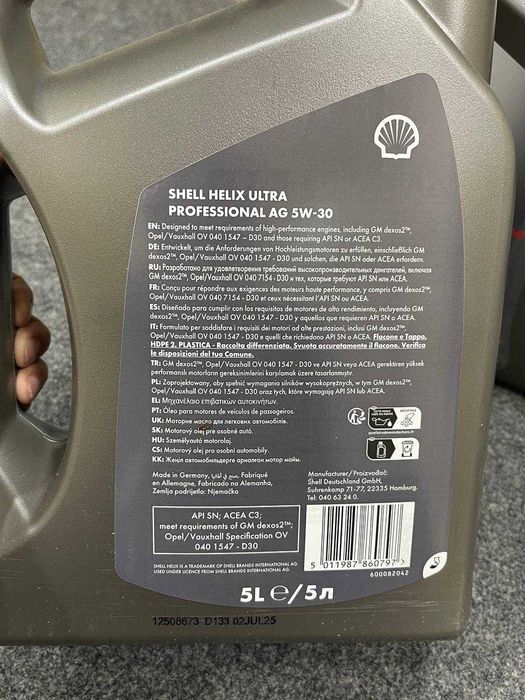 SHELL HELIX ULTRA
PROFESSIONAL AG 5W-30
EN: Designed to meet requirements of high-performance engines, including GM dexos2™,
Opel/Vauxhall OV 040 1547 – D30 and those requiring API SN or ACEA C3.
DE: Entwickelt, um die Anforderungen von Hochleistungsmotoren zu erfüllen, einschließlich GM
dexos2™, Opel/Vauxhall OV 040 1547 - D30 und solchen, die API SN oder ACEA erfordern.
RU: Разработано для удовлетворения требований высокопроизводительных двигателей, включая
GM dexos2™, Opel/Vauxhall OV 040 7154 - D30 и тех, которые требуют API SN или ACEA.
FR: Conçu pour répondre aux exigences des moteurs haute performance, y compris GM dexos2™,
Opel/Vauxhall OV 040 7154 - D30 et ceux nécessitant l'API SN ou ACEA.
ES: Diseñado para cumplir con los requisitos de motores de alto rendimiento, incluyendo GM
dexos2™, Opel/Vauxhall OV 040 1547 - D30 y aquellos que requieren API SN o ACEA.
IT: Formulato per soddisfare i requisiti di motori ad alte prestazioni, inclusi GM dexos2™,
Opel/Vauxhall OV 040 1547 - D30 e quelli che richiedono API SN o ACEA. Flacone e Tappo,
HDPE 2, PLASTICA - Raccolta differenziata. Svuota accuratamente il flacone. Verifica
le disposizioni del tuo Comune.
TR: GM dexos2™, Opel/Vauxhall OV 040 1547 - D30 ve API SN veya ACEA gerektiren yüksek
performanslı motorların gereksinimlerini karşılamak üzere tasarlanmıştır.
PL: Zaprojektowany, aby spełnić wymagania silników wysokoprężnych, w tym GM dexos2™,
Opel/Vauxhall OV 040 1547 - D30 oraz tych, które wymagają API SN lub ACEA.
EL: Μηχανέλαιο επιβατικών αυτοκινήτων.
PT: Óleo para motores de veículos de passageiros.
UK: Моторне масло для легкових автомобілів.
SK: Motorový olej pre osobné autá.
HU: Személyautó motorolaj.
CS: Motorový olej pro osobní automobily.
KK: Жеңіл автомобильдерге арналған мотор майы.
Made in Germany, صنع في ألمانيا, Fabriqué
en Allemagne, Fabricado na Alemanha,
Zemlja podrijetla: Njemačka
Manufacturer/Proizvođač:
Shell Deutschland GmbH,
Suhrenkamp 71-77, 22335 Hamburg.
Tel: 040 63 24 0.
API SN; ACEA C3;
meet requirements of GM dexos2™;
Opel/Vauxhall Specification OV
040 1547 - D30
5 011987 860797 >
600082042
SHELL HELIX IS A TRADEMARK OF SHELL BRANDS INTERNATIONAL AG.
USED UNDER LICENCE FROM SHELL BRANDS INTERNATIONAL AG.
5L e/5л
12508673 D133 02JUL25